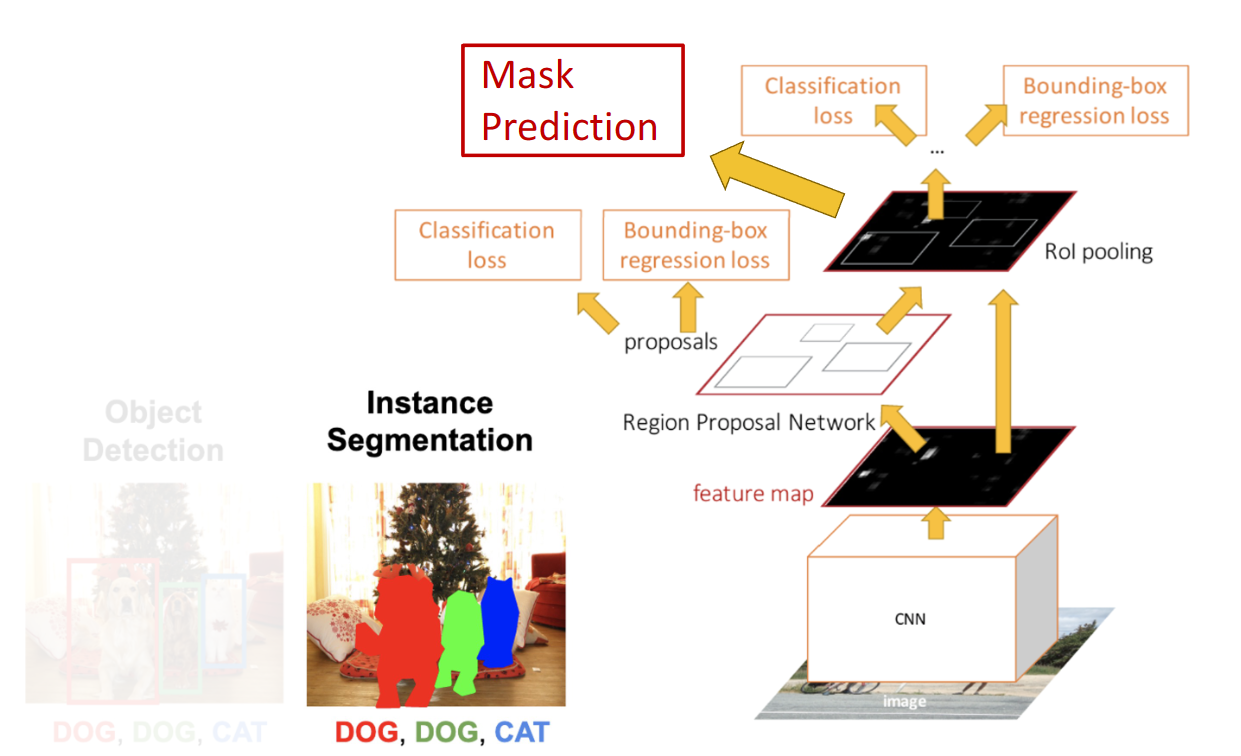 Mask
Prediction
Classification
loss
Bounding-box
regression loss
...
Classification
loss
Bounding-box
regression loss
RoI pooling
proposals
Region Proposal Network
feature map
CNN
image
Object
Detection
Instance
Segmentation
DOG, DOG, CAT
DOG, DOG, CAT